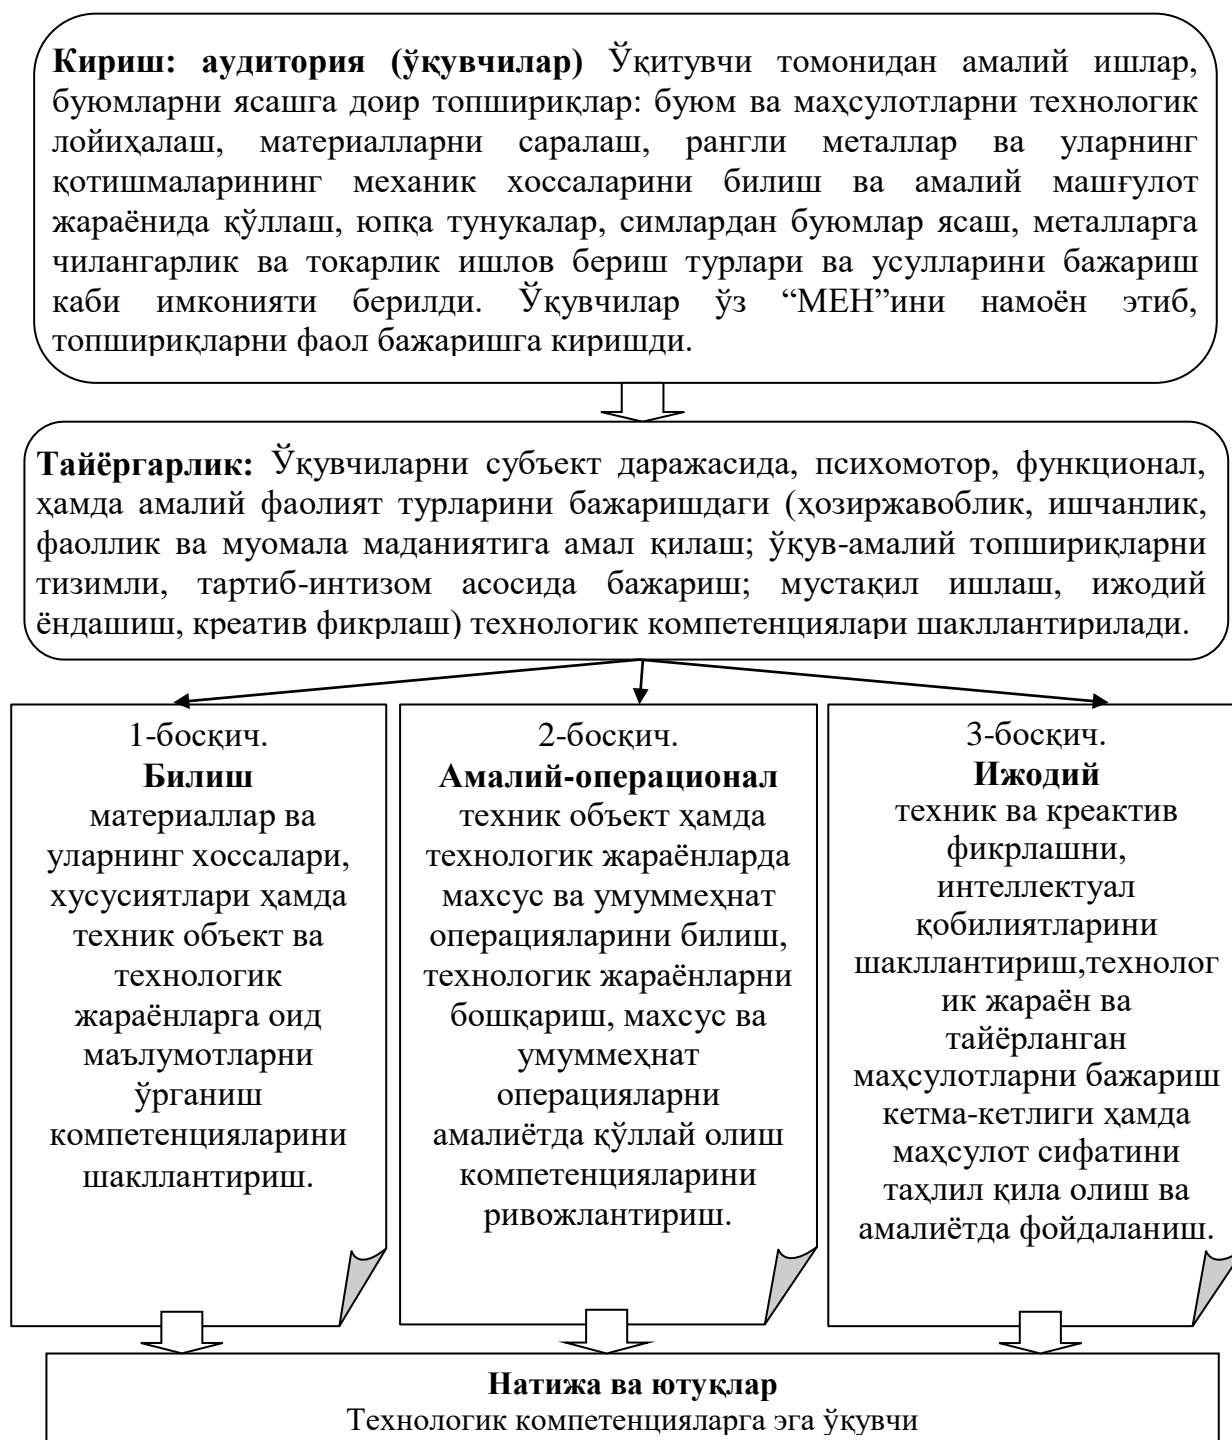 Кириш: аудитория (ўқувчилар) Ўқитувчи томонидан амалий ишлар,
буюмларни ясашга доир топшириқлар: буюм ва маҳсулотларни технологик
лойиҳалаш, материалларни саралаш, рангли металлар ва уларнинг
қотишмаларининг механик хоссаларини билиш ва амалий машғулот
жараёнида қўллаш, юпқа тунукалар, симлардан буюмлар ясаш, металларга
чилангарлик ва токарлик ишлов бериш турлари ва усулларини бажариш
каби имконияти берилди. Ўқувчилар ўз “МЕН”ини намоён этиб,
топшириқларни фаол бажаришга киришди.
Тайёргарлик: Ўқувчиларни субъект даражасида, психомотор, функционал,
ҳамда амалий фаолият турларини бажаришдаги (ҳозиржавоблик, ишчанлик,
фаоллик ва муомала маданиятига амал қилаш; ўқув-амалий топшириқларни
тизимли, тартиб-интизом асосида бажариш; мустақил ишлаш, ижодий
ёндашиш, креатив фикрлаш) технологик компетенциялари шакллантирилади.
1-босқич.
Билиш
материаллар ва
уларнинг хоссалари,
хусусиятлари ҳамда
техник объект ва
технологик
жараёнларга оид
маълумотларни
ўрганиш
компетенцияларини
шакллантириш.
2-босқич.
Амалий-операционал
техник объект ҳамда
технологик жараёнларда
махсус ва умуммеҳнат
операцияларини билиш,
технологик жараёнларни
бошқариш, махсус ва
умуммеҳнат
операцияларни
амалиётда қўллай олиш
компетенцияларини
ривожлантириш.
3-босқич.
Ижодий
техник ва креактив
фикрлашни,
интеллектуал
қобилиятларини
шакллантириш,технолог
ик жараён ва
тайёрланган
маҳсулотларни бажариш
кетма-кетлиги ҳамда
маҳсулот сифатини
таҳлил қила олиш ва
амалиётда фойдаланиш.
Натижа ва ютуқлар
Технологик компетенцияларга эга ўқувчи